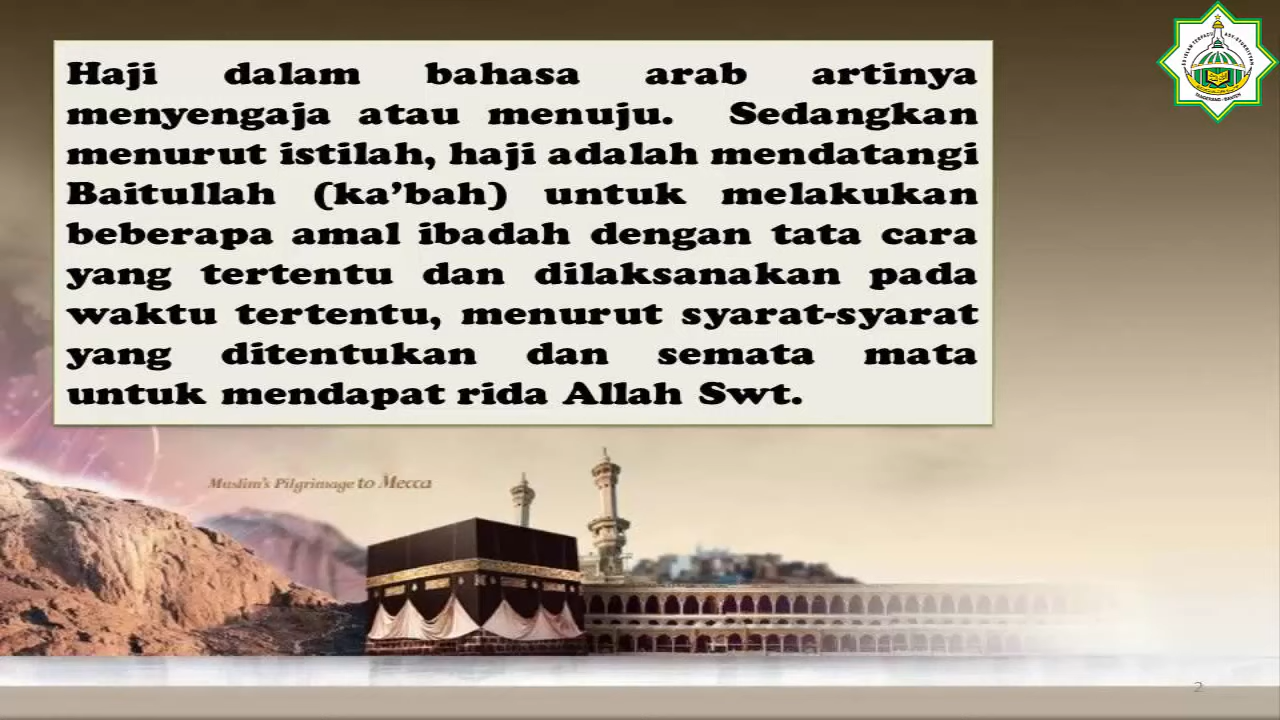 Haji dalam bahasa arab artinya
menyengaja atau menuju. Sedangkan
menurut istilah, haji adalah mendatangi
Baitullah (ka’bah) untuk melakukan
beberapa amal ibadah dengan tata cara
yang tertentu dan dilaksanakan pada
waktu tertentu, menurut syarat-syarat
yang ditentukan dan semata mata
untuk mendapat rida Allah Swt.
Muslim's Pilgrimage to Mecca
2